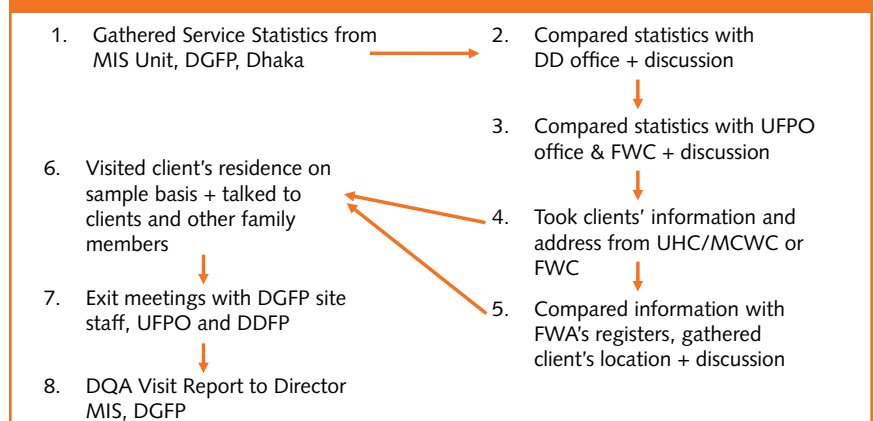 1. Gathered Service Statistics from
MIS Unit, DGFP, Dhaka
2. Compared statistics with
DD office + discussion
3. Compared statistics with UFPO
office & FWC + discussion
4. Took clients' information and
address from UHC/MCWC or
FWC
5. Compared information with
FWA's registers, gathered
client's location + discussion
6. Visited client's residence on
sample basis + talked to
clients and other family
members
7. Exit meetings with DGFP site
staff, UFPO and DDFP
8. DQA Visit Report to Director
MIS, DGFP